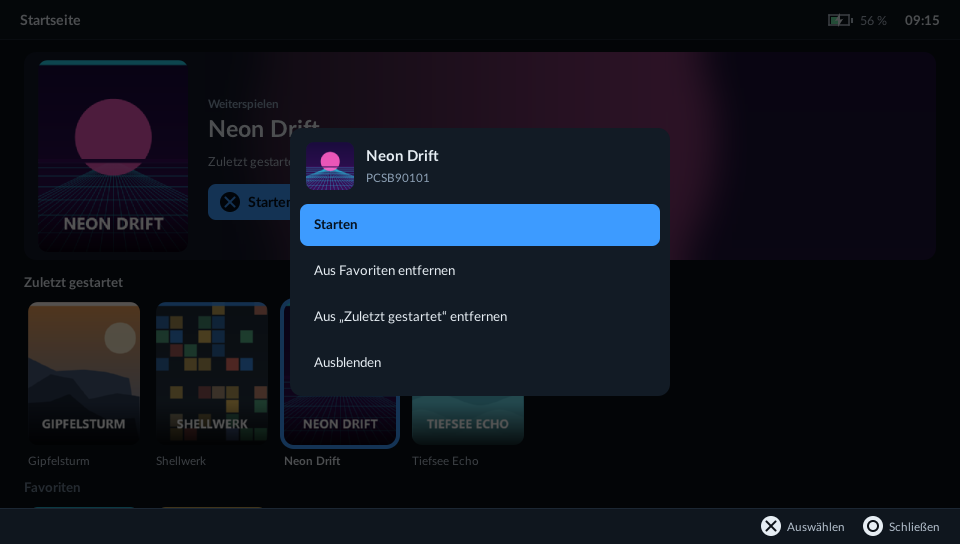 Startseite
56 %
09:15
Weiterspielen
Neon Drift
Zuletzt gestarte
Starten
NEON DRIFT
Neon Drift
PCSB90101
Starten
Aus Favoriten entfernen
Aus „Zuletzt gestartet“ entfernen
Ausblenden
Zuletzt gestartet
GIPFELSTURM
SHELLWERK
NEON DRIFT
TIEFSEE ECHO
Gipfelsturm
Shellwerk
Neon Drift
Tiefsee Echo
Favoriten
Auswählen
Schließen